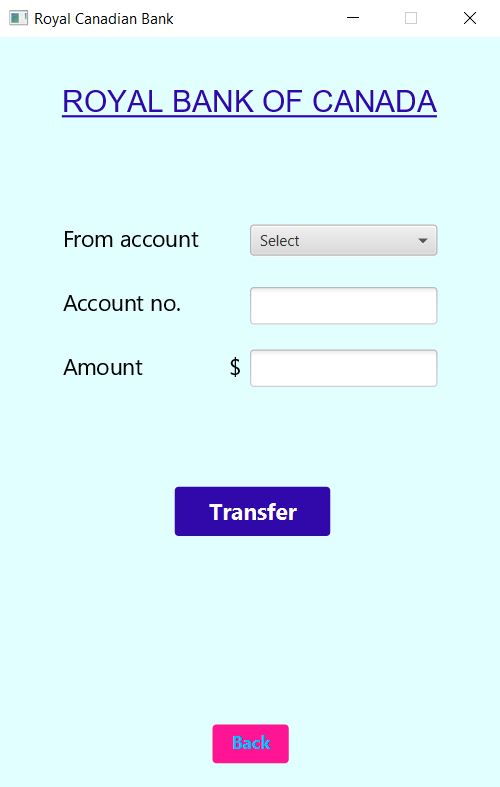 Royal Canadian Bank
ROYAL BANK OF CANADA
From account Select
Account no.
Amount $
Transfer
Back